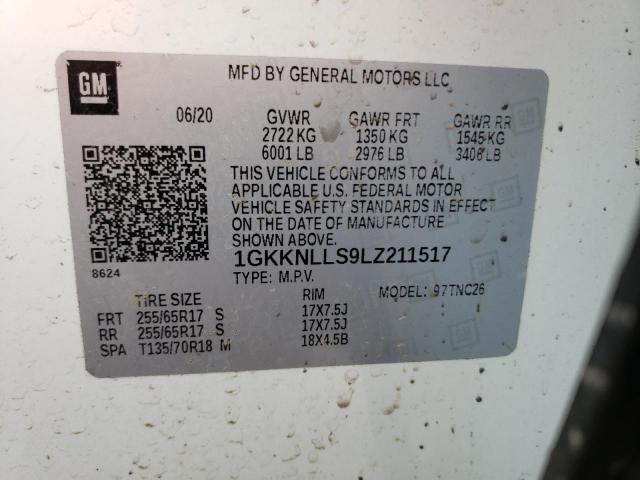 GM
MFD BY GENERAL MOTORS LLC
06/20 GVWR GAWR FRT GAWR RR
2722 KG 1350 KG 1545 KG
6001 LB 2976 LB 3406 LB
THIS VEHICLE CONFORMS TO ALL
APPLICABLE U.S. FEDERAL MOTOR
VEHICLE SAFETY STANDARDS IN EFFECT
ON THE DATE OF MANUFACTURE
SHOWN ABOVE.
8624
1GKKNLLS9LZ211517
TYPE: M.P.V. MODEL: 97TNC26
TIRE SIZE RIM
FRT 255/65R17 S 17X7.5J
RR 255/65R17 S 17X7.5J
SPA T135/70R18 M 18X4.5B